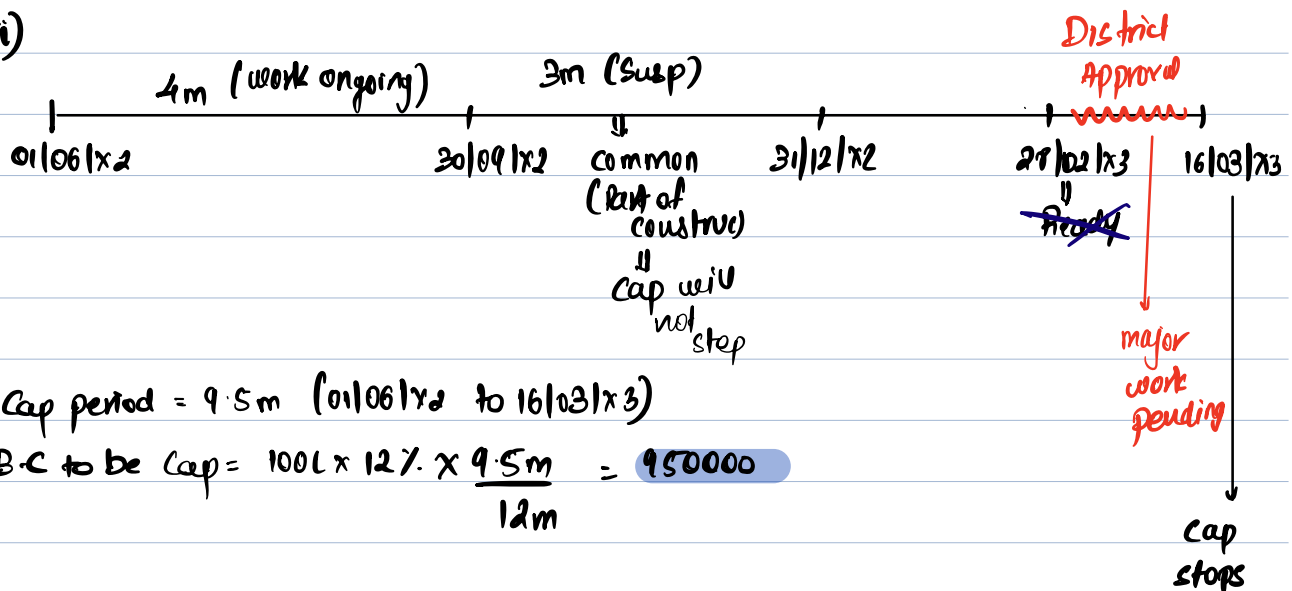 i)
District
Approval
4m (work ongoing)
3m (Susp)
01/06/x2
30/09/x2
31/12/x2
28/02/x3
16/03/x3
⇓
common
(Part of
construc)
⇓
Cap will
not
stop
⇓
Ready
major
work
pending
Cap period = 9.5m (01/06/x2 to 16/03/x3)
B.C to be Cap = 100L x 12% x 9.5m = 950000
12m
Cap
stops